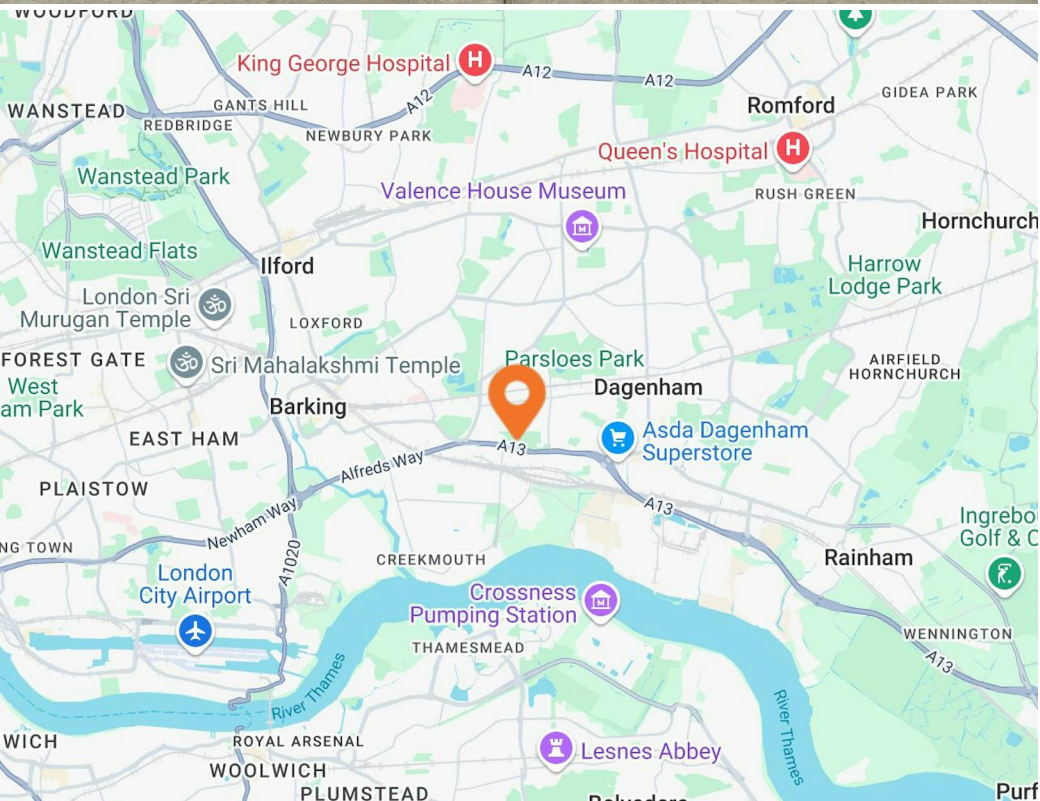 WOODFORD
King George Hospital
H
A12
A12
A12
Romford
GIDEA PARK
WANSTEAD
GANTS HILL
REDBRIDGE
NEWBURY PARK
Queen's Hospital
H
Wanstead Park
Valence House Museum
M
RUSH GREEN
Hornchurch
Wanstead Flats
Ilford
Harrow
Lodge Park
London Sri
Murugan Temple
ॐ
LOXFORD
FOREST GATE
ॐ
Sri Mahalakshmi Temple
Parsloes Park
AIRFIELD
HORNCHURCH
West
am Park
Barking
Dagenham
EAST HAM
A13
Asda Dagenham
Superstore
Alfreds Way
PLAISTOW
Newham Way
A13
NG TOWN
Ingrebo
Golf & C
A1020
CREEKMOUTH
Rainham
London
City Airport
Crossness
Pumping Station
M
THAMESMEAD
WENNINGTON
A13
River Thames
River Thames
WICH
ROYAL ARSENAL
Lesnes Abbey
WOOLWICH
PLUMSTEAD
Belvedere
Purf